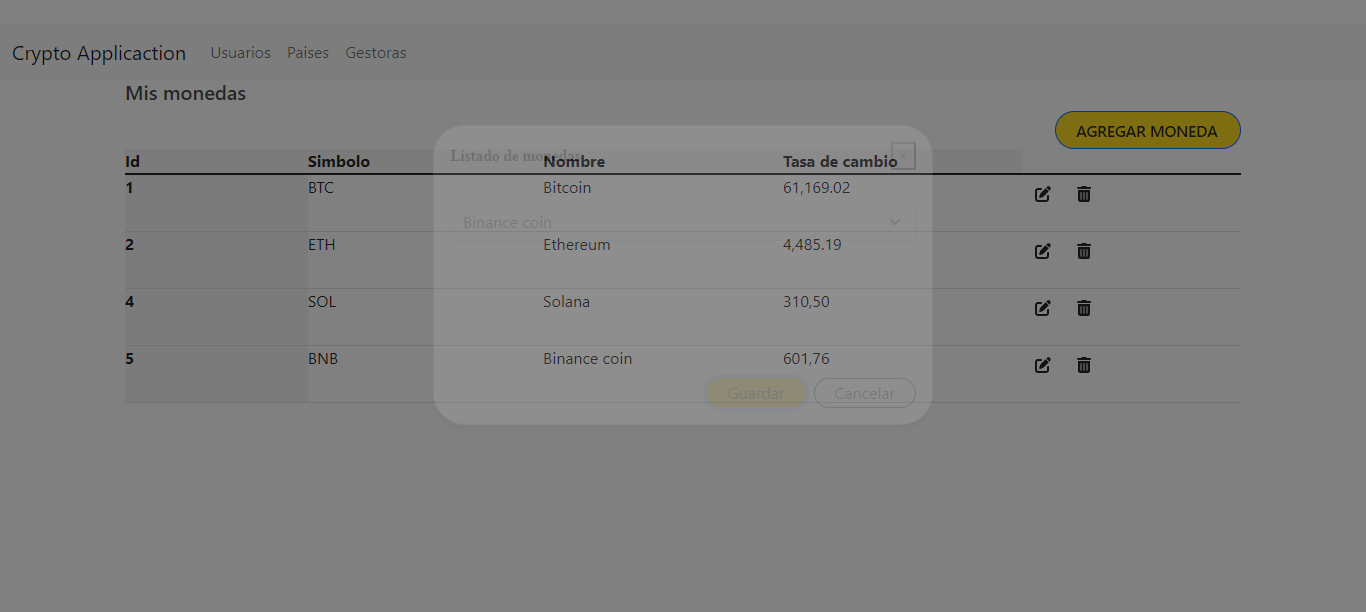 Crypto Applicaction Usuarios Paises Gestoras
Mis monedas
AGREGAR MONEDA
Listado de monedas ×
Id Simbolo Nombre Tasa de cambio
1 BTC Bitcoin 61,169.02
Binance coin
2 ETH Ethereum 4,485.19
4 SOL Solana 310,50
5 BNB Binance coin 601,76
Guardar Cancelar